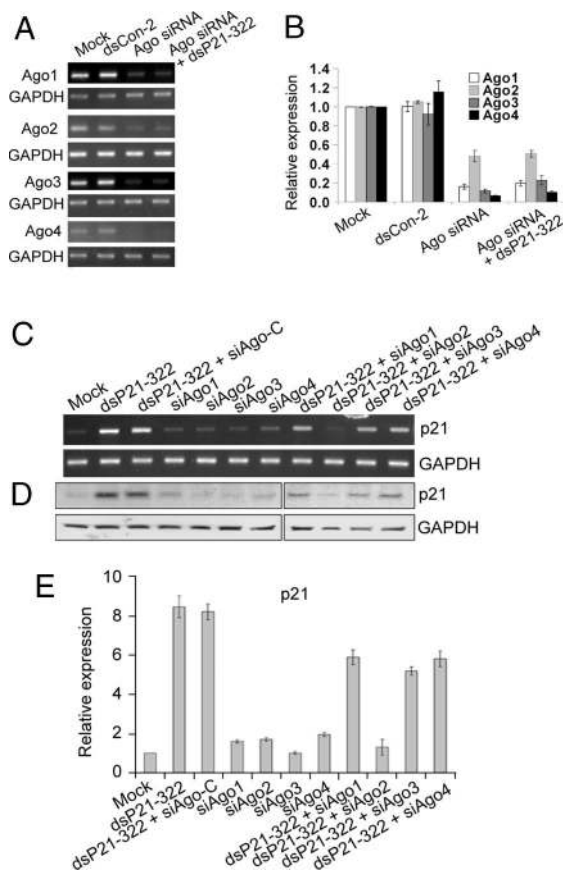 A
Mock
dsCon-2
Ago siRNA
Ago siRNA
+ dsP21-322
Ago1
GAPDH
Ago2
GAPDH
Ago3
GAPDH
Ago4
GAPDH
B
Relative expression
1.4
1.2
1.0
0.8
0.6
0.4
0.2
0.0
Ago1
Ago2
Ago3
Ago4
Mock
dsCon-2
Ago siRNA
Ago siRNA
+ dsP21-322
C
Mock
dsP21-322
dsP21-322 + siAgo-C
siAgo1
siAgo2
siAgo3
siAgo4
dsP21-322 + siAgo1
dsP21-322 + siAgo2
dsP21-322 + siAgo3
dsP21-322 + siAgo4
p21
GAPDH
D
p21
GAPDH
E
p21
Relative expression
10
8
6
4
2
0
Mock
dsP21-322
dsP21-322 + siAgo-C
siAgo1
siAgo2
siAgo3
siAgo4
dsP21-322 + siAgo1
dsP21-322 + siAgo2
dsP21-322 + siAgo3
dsP21-322 + siAgo4